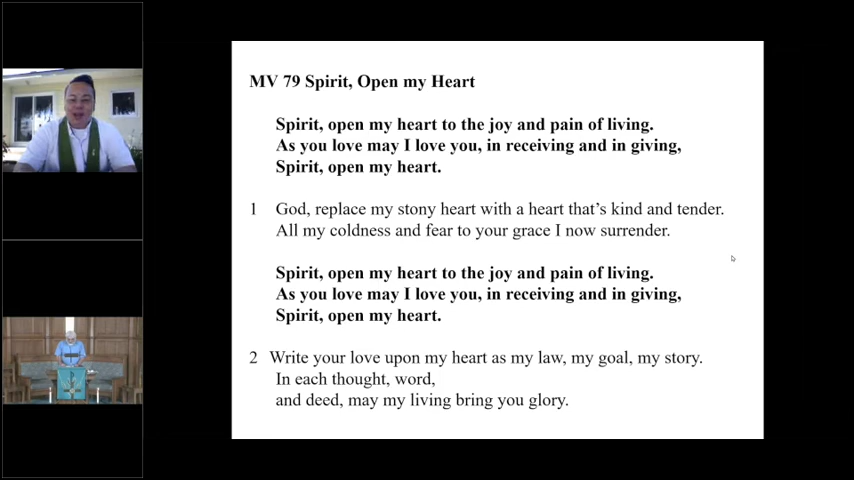 MV 79 Spirit, Open my Heart
Spirit, open my heart to the joy and pain of living.
As you love may I love you, in receiving and in giving,
Spirit, open my heart.
1 God, replace my stony heart with a heart that’s kind and tender.
All my coldness and fear to your grace I now surrender.
Spirit, open my heart to the joy and pain of living.
As you love may I love you, in receiving and in giving,
Spirit, open my heart.
2 Write your love upon my heart as my law, my goal, my story.
In each thought, word,
and deed, may my living bring you glory.